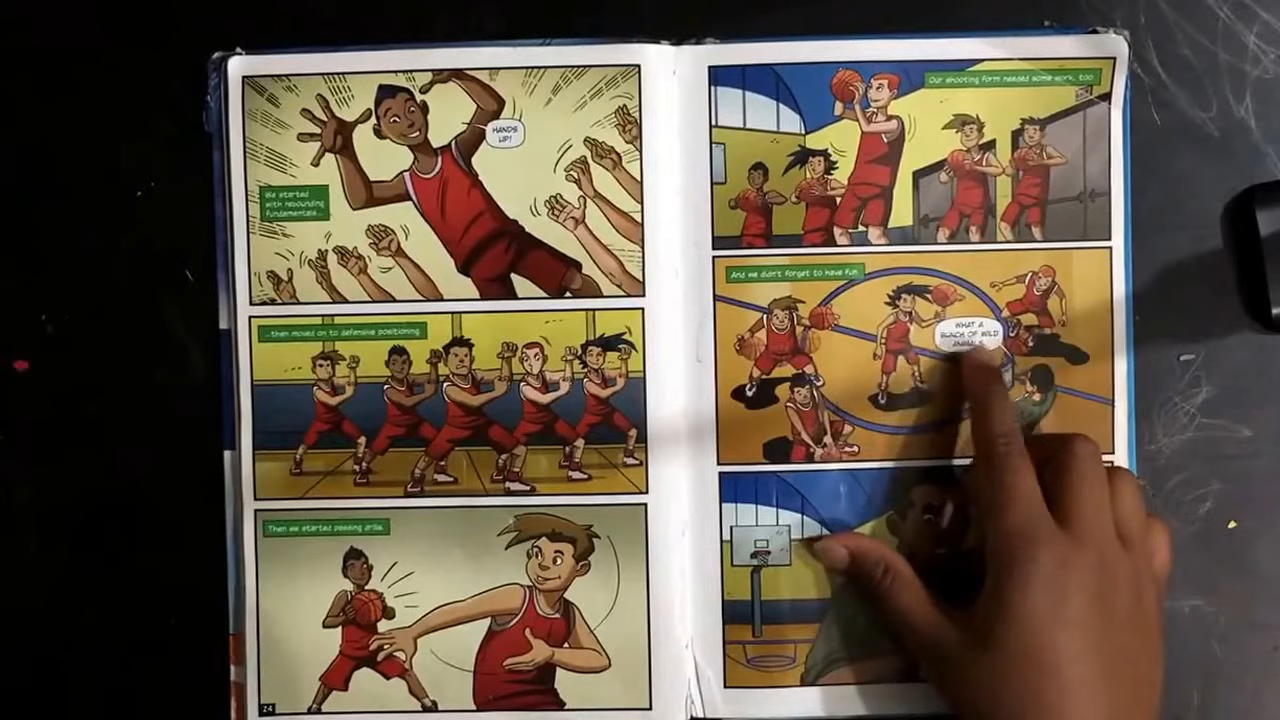 HANDS
UP!
We started
with rebounding
fundamentals...
...then moved on to defensive positioning.
Then we started passing drills.
24
Our shooting form needed some work, too.
And we didn't forget to have fun.
WHAT A
BUNCH OF WILD
ANIMALS